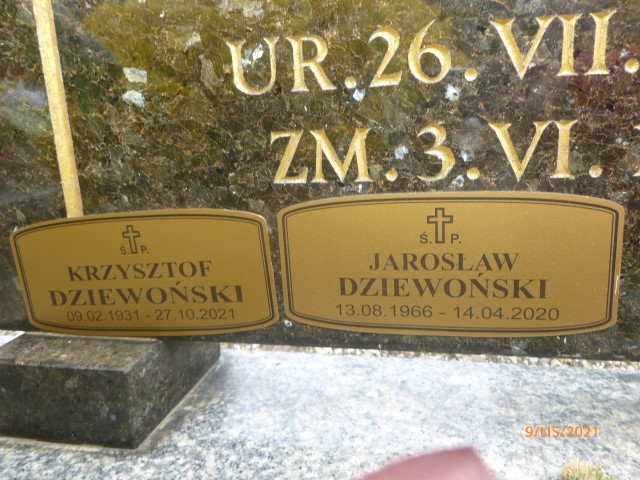 UR. 26. VII.
ZM. 3. VI.
Ś. P.
KRZYSZTOF
DZIEWOŃSKI
09.02.1931 - 27.10.2021
Ś. P.
JAROSŁAW
DZIEWOŃSKI
13.08.1966 - 14.04.2020
9/LIS/2021